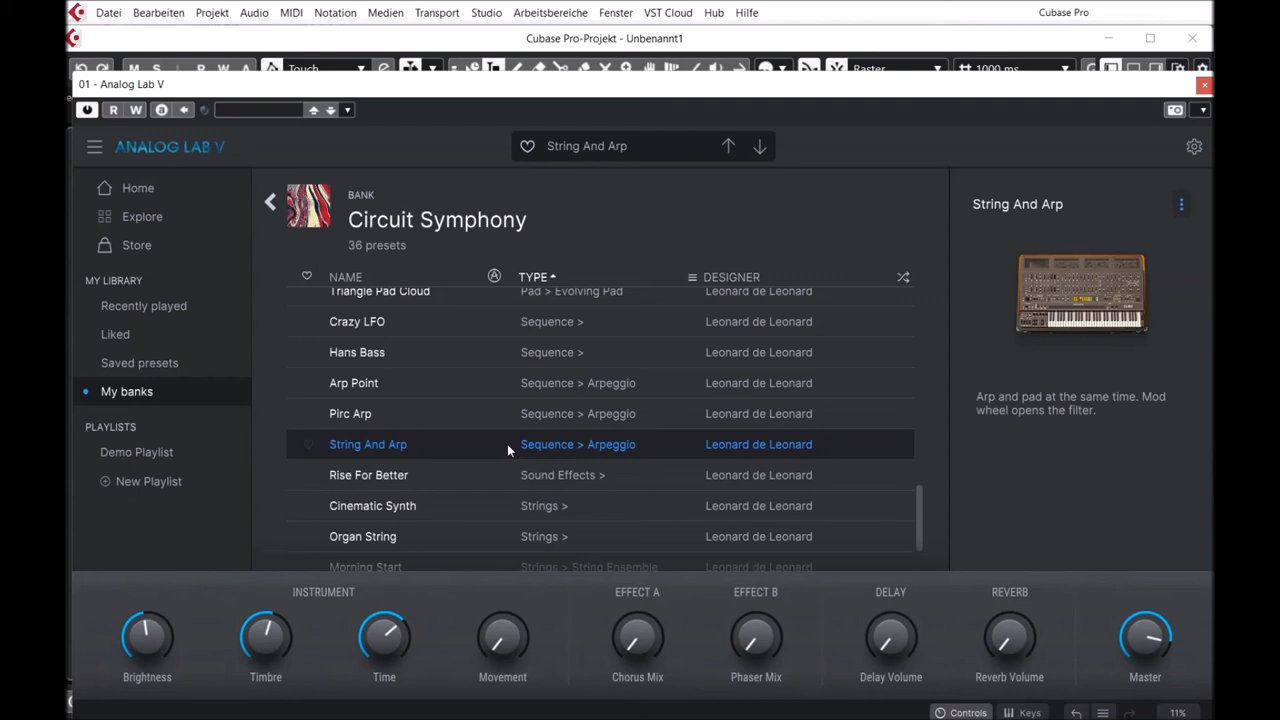 Datei Bearbeiten Projekt Audio MIDI Notation Medien Transport Studio Arbeitsbereiche Fenster VST Cloud Hub Hilfe Cubase Pro
Cubase Pro-Projekt - Unbenannt1
M S R W A Touch Raster 1000 ms
01 - Analog Lab V
R W a
ANALOG LAB V
String And Arp
Home
Explore
Store
MY LIBRARY
Recently played
Liked
Saved presets
My banks
PLAYLISTS
Demo Playlist
New Playlist
BANK
Circuit Symphony
36 presets
NAME TYPE DESIGNER
Triangle Pad Cloud Pad > Evolving Pad Leonard de Leonard
Crazy LFO Sequence > Leonard de Leonard
Hans Bass Sequence > Leonard de Leonard
Arp Point Sequence > Arpeggio Leonard de Leonard
Pirc Arp Sequence > Arpeggio Leonard de Leonard
String And Arp Sequence > Arpeggio Leonard de Leonard
Rise For Better Sound Effects > Leonard de Leonard
Cinematic Synth Strings > Leonard de Leonard
Organ String Strings > Leonard de Leonard
Morning Start Strings > String Ensemble Leonard de Leonard
String And Arp
Arp and pad at the same time. Mod
wheel opens the filter.
INSTRUMENT EFFECT A EFFECT B DELAY REVERB
Brightness Timbre Time Movement Chorus Mix Phaser Mix Delay Volume Reverb Volume Master
Controls Keys 11%